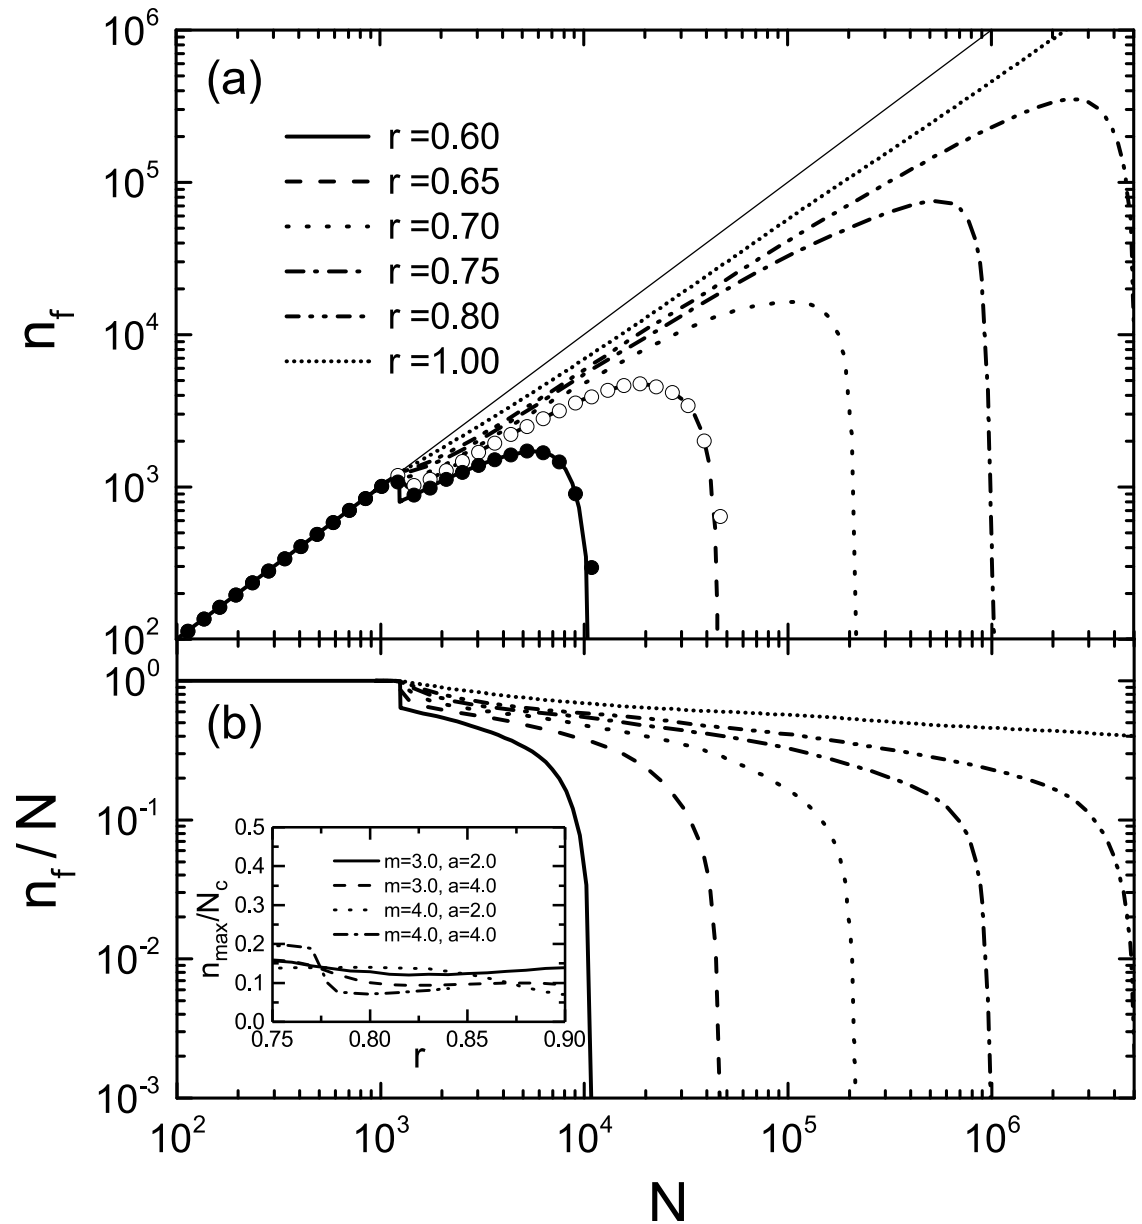 10^6
(a)
r =0.60
r =0.65
r =0.70
r =0.75
r =0.80
r =1.00
10^5
n_f
10^4
10^3
10^2
10^0
(b)
n_f / N
10^-1
10^-2
10^-3
0.5
0.4
0.3
0.2
0.1
0.0
n_max/N_c
m=3.0, a=2.0
m=3.0, a=4.0
m=4.0, a=2.0
m=4.0, a=4.0
0.75 0.80 0.85 0.90
r
10^2 10^3 10^4 10^5 10^6
N